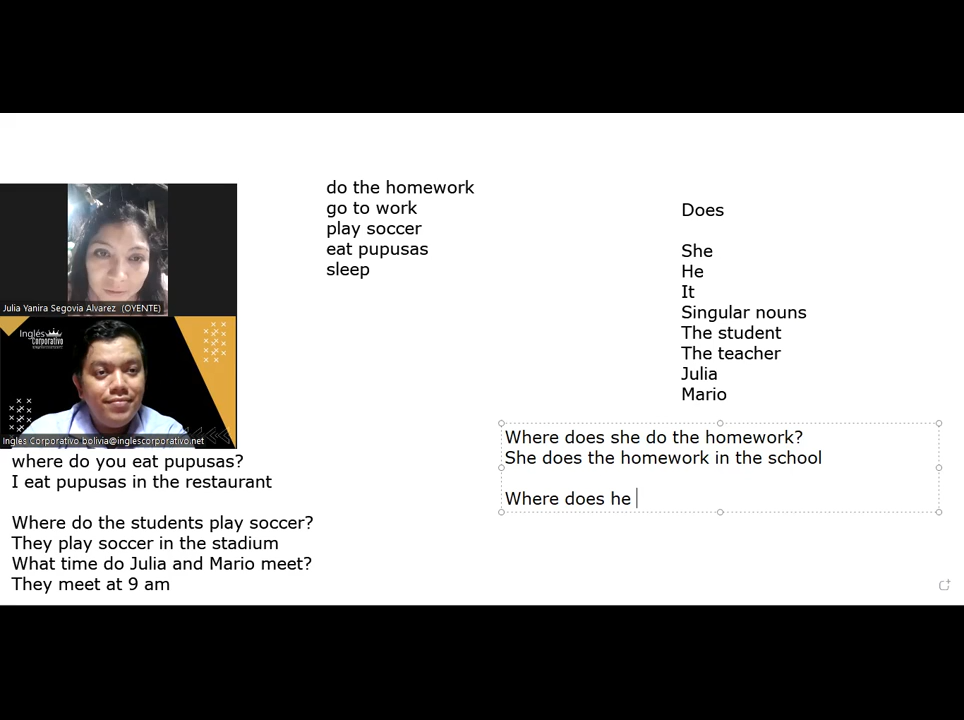 do the homework
go to work
play soccer
eat pupusas
sleep
Does
She
He
It
Singular nouns
The student
The teacher
Julia
Mario
Julia Yanira Segovia Alvarez (OYENTE)
Inglés
Corporativo
Ingles Corporativo bolivia@inglescorporativo.net
where do you eat pupusas?
I eat pupusas in the restaurant
Where do the students play soccer?
They play soccer in the stadium
What time do Julia and Mario meet?
They meet at 9 am
Where does she do the homework?
She does the homework in the school
Where does he